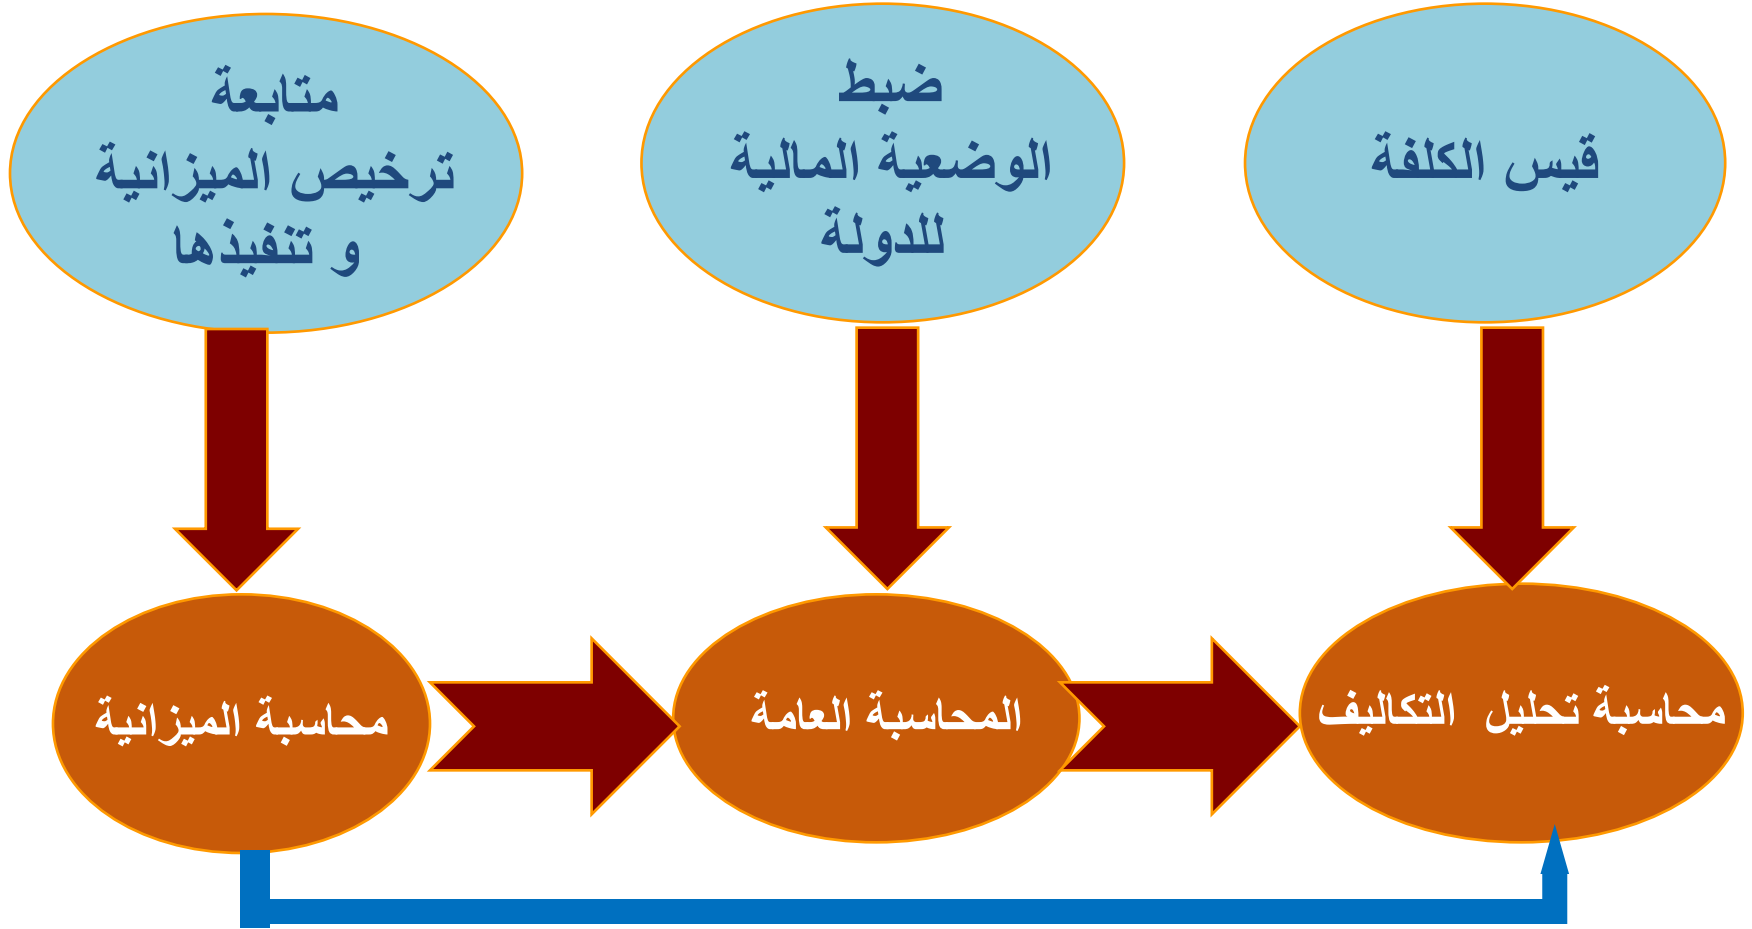 قيس الكلفة
ضبط
الوضعية المالية
للدولة
متابعة
ترخيص الميزانية
و تنفيذها
محاسبة تحليل التكاليف
المحاسبة العامة
محاسبة الميزانية